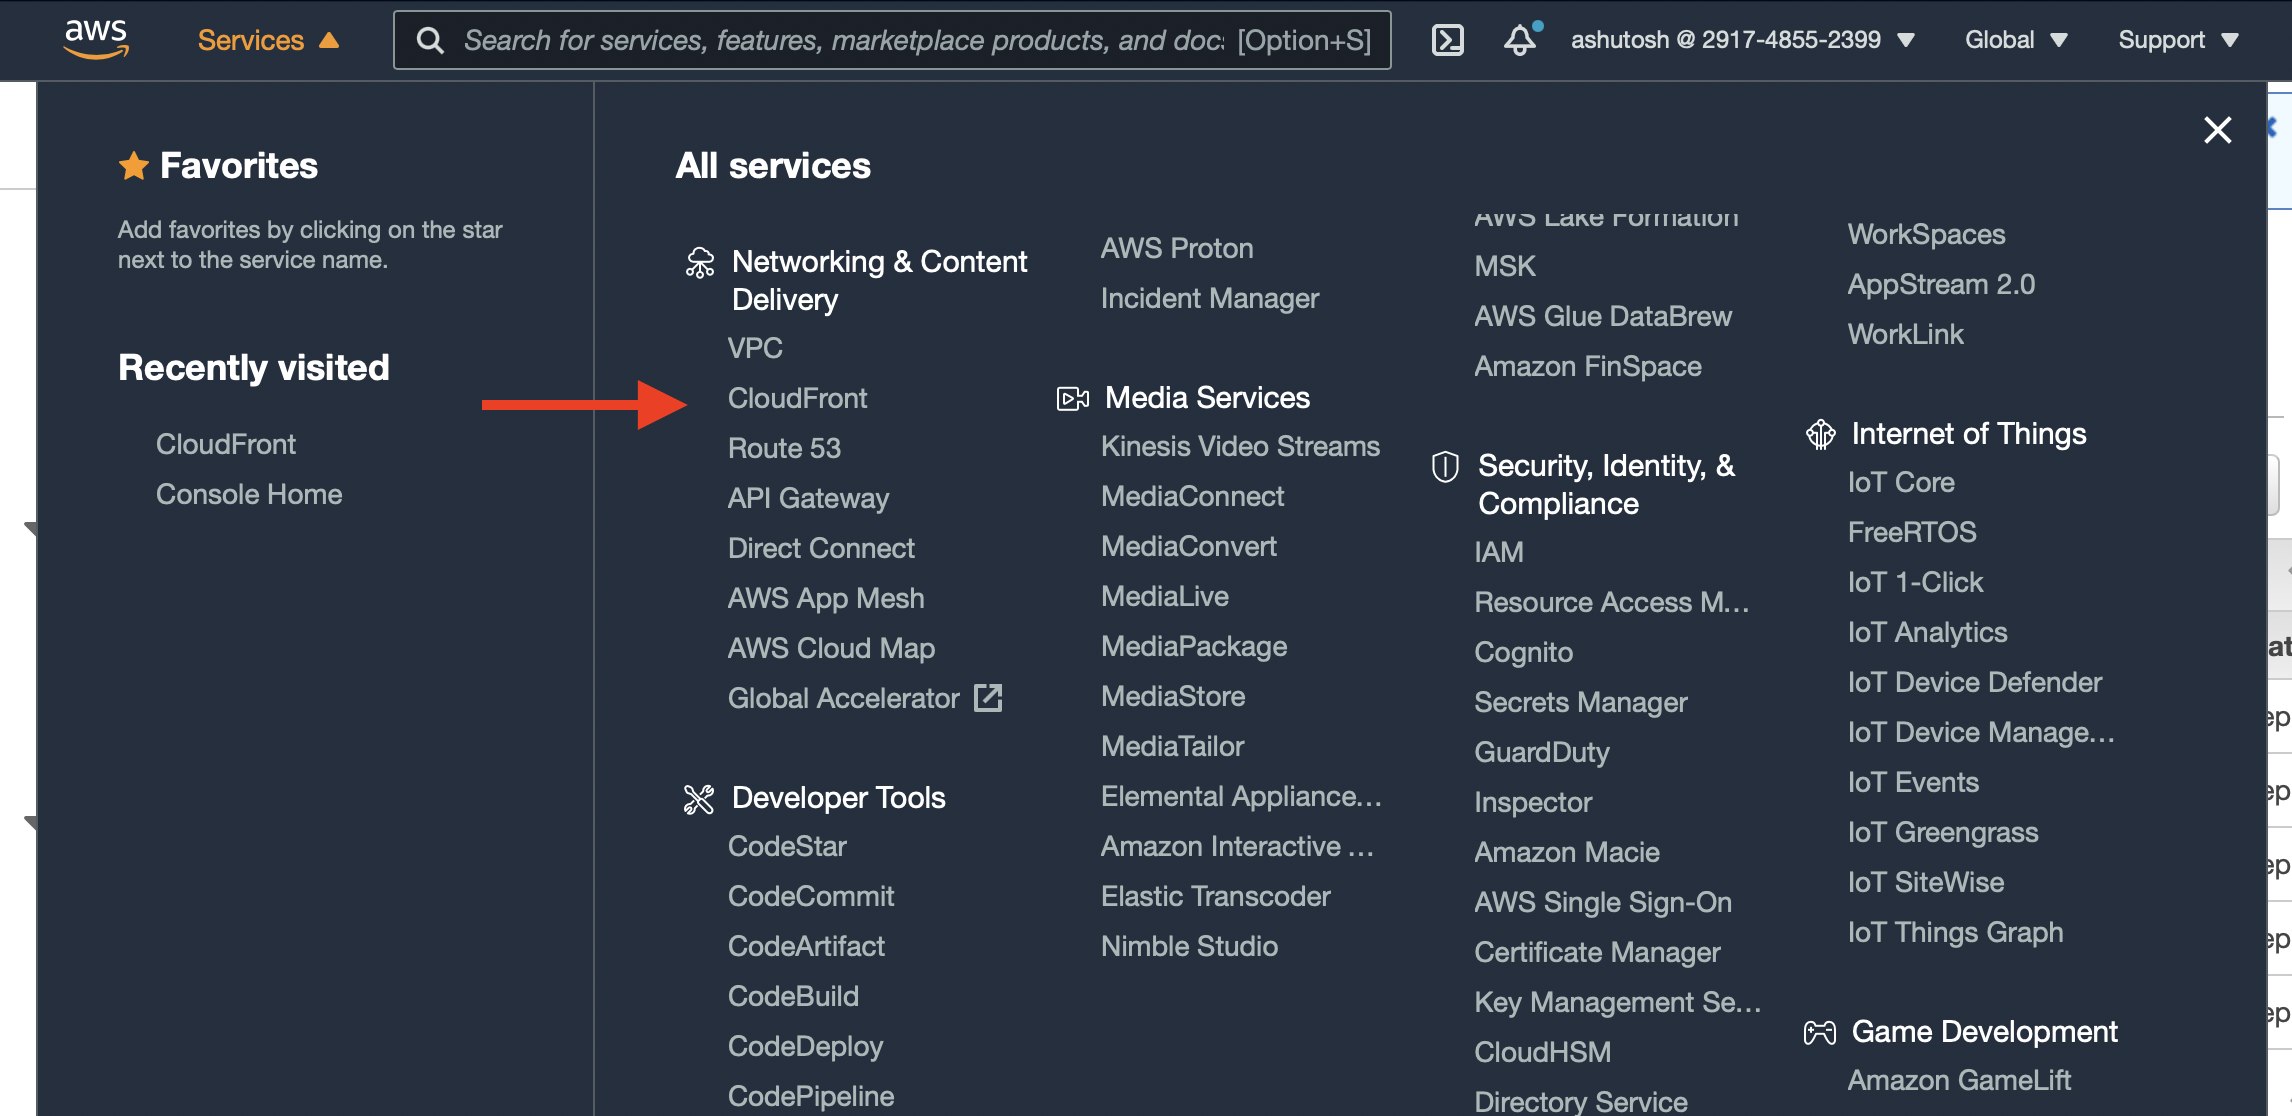 aws
Services
Search for services, features, marketplace products, and docs [Option+S]
ashutosh @ 2917-4855-2399
Global
Support
Favorites
Add favorites by clicking on the star
next to the service name.
Recently visited
CloudFront
Console Home
All services
Networking & Content
Delivery
VPC
CloudFront
Route 53
API Gateway
Direct Connect
AWS App Mesh
AWS Cloud Map
Global Accelerator
Developer Tools
CodeStar
CodeCommit
CodeArtifact
CodeBuild
CodeDeploy
CodePipeline
AWS Proton
Incident Manager
Media Services
Kinesis Video Streams
MediaConnect
MediaConvert
MediaLive
MediaPackage
MediaStore
MediaTailor
Elemental Appliance...
Amazon Interactive ...
Elastic Transcoder
Nimble Studio
AWS Lake Formation
MSK
AWS Glue DataBrew
Amazon FinSpace
Security, Identity, &
Compliance
IAM
Resource Access M...
Cognito
Secrets Manager
GuardDuty
Inspector
Amazon Macie
AWS Single Sign-On
Certificate Manager
Key Management Se...
CloudHSM
Directory Service
WorkSpaces
AppStream 2.0
WorkLink
Internet of Things
IoT Core
FreeRTOS
IoT 1-Click
IoT Analytics
IoT Device Defender
IoT Device Manage...
IoT Events
IoT Greengrass
IoT SiteWise
IoT Things Graph
Game Development
Amazon GameLift